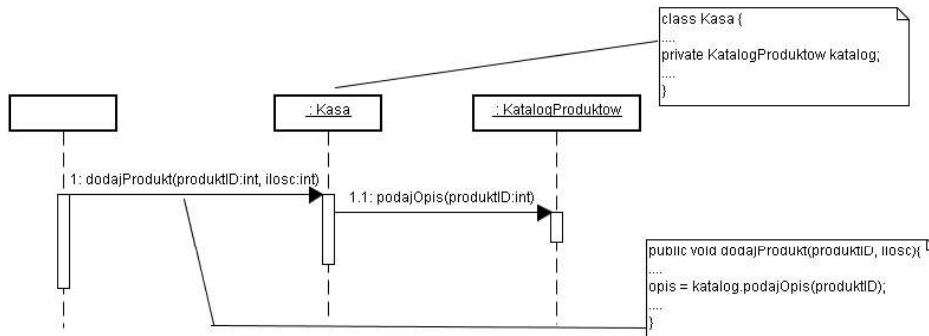 class Kasa {
....
private KatalogProduktow katalog;
....
}
: Kasa
: KatalogProduktow
1: dodajProdukt(produktID:int, ilosc:int)
1.1: podajOpis(produktID:int)
public void dodajProdukt(produktID, ilosc){
....
opis = katalog.podajOpis(produktID);
....
}